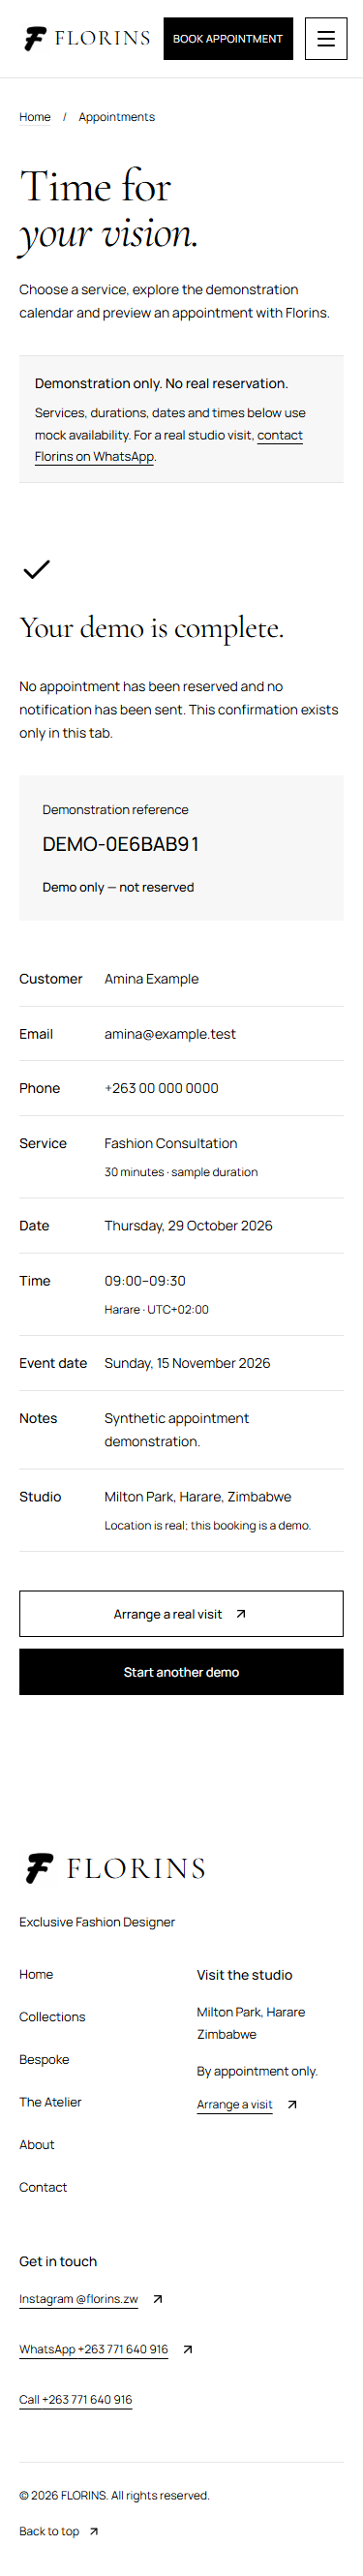 FLORINS
BOOK APPOINTMENT
Home / Appointments
Time for
your vision.
Choose a service, explore the demonstration
calendar and preview an appointment with Florins.
Demonstration only. No real reservation.
Services, durations, dates and times below use
mock availability. For a real studio visit, contact
Florins on WhatsApp.
Your demo is complete.
No appointment has been reserved and no
notification has been sent. This confirmation exists
only in this tab.
Demonstration reference
DEMO-0E6BAB91
Demo only — not reserved
Customer Amina Example
Email amina@example.test
Phone +263 00 000 0000
Service Fashion Consultation
30 minutes · sample duration
Date Thursday, 29 October 2026
Time 09:00–09:30
Harare · UTC+02:00
Event date Sunday, 15 November 2026
Notes Synthetic appointment
demonstration.
Studio Milton Park, Harare, Zimbabwe
Location is real; this booking is a demo.
Arrange a real visit
Start another demo
FLORINS
Exclusive Fashion Designer
Home
Collections
Bespoke
The Atelier
About
Contact
Visit the studio
Milton Park, Harare
Zimbabwe
By appointment only.
Arrange a visit
Get in touch
Instagram @florins.zw
WhatsApp +263 771 640 916
Call +263 771 640 916
© 2026 FLORINS. All rights reserved.
Back to top